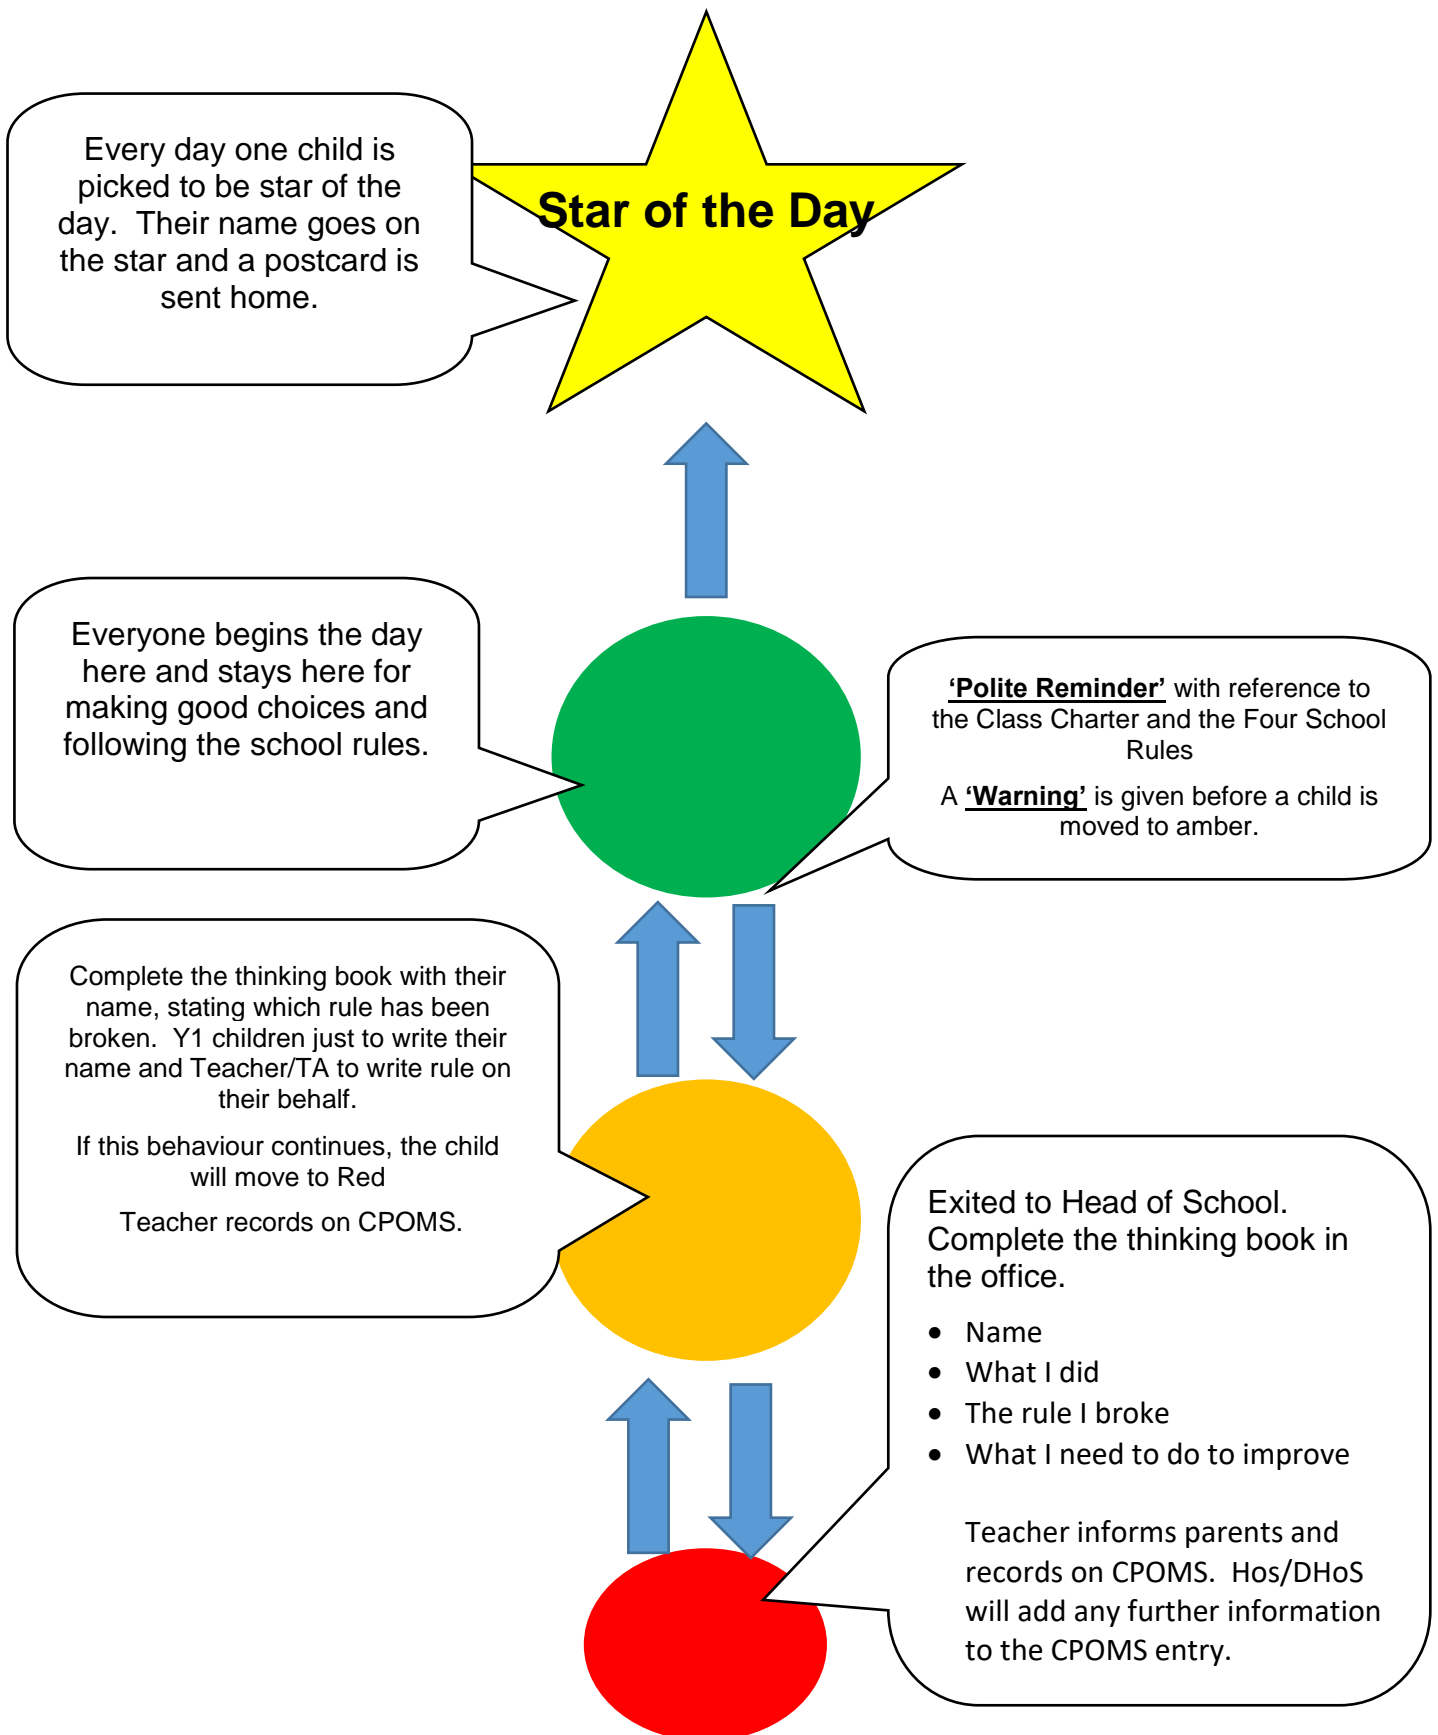 Star of the Day
Every day one child is
picked to be star of the
day.  Their name goes on
the star and a postcard is
sent home.
Everyone begins the day
here and stays here for
making good choices and
following the school rules.
‘Polite Reminder’ with reference to
the Class Charter and the Four School
Rules
A ‘Warning’ is given before a child is
moved to amber.
Complete the thinking book with their
name, stating which rule has been
broken.  Y1 children just to write their
name and Teacher/TA to write rule on
their behalf.
If this behaviour continues, the child
will move to Red
Teacher records on CPOMS.
Exited to Head of School.
Complete the thinking book in
the office.
• Name
• What I did
• The rule I broke
• What I need to do to improve
Teacher informs parents and
records on CPOMS.  Hos/DHoS
will add any further information
to the CPOMS entry.